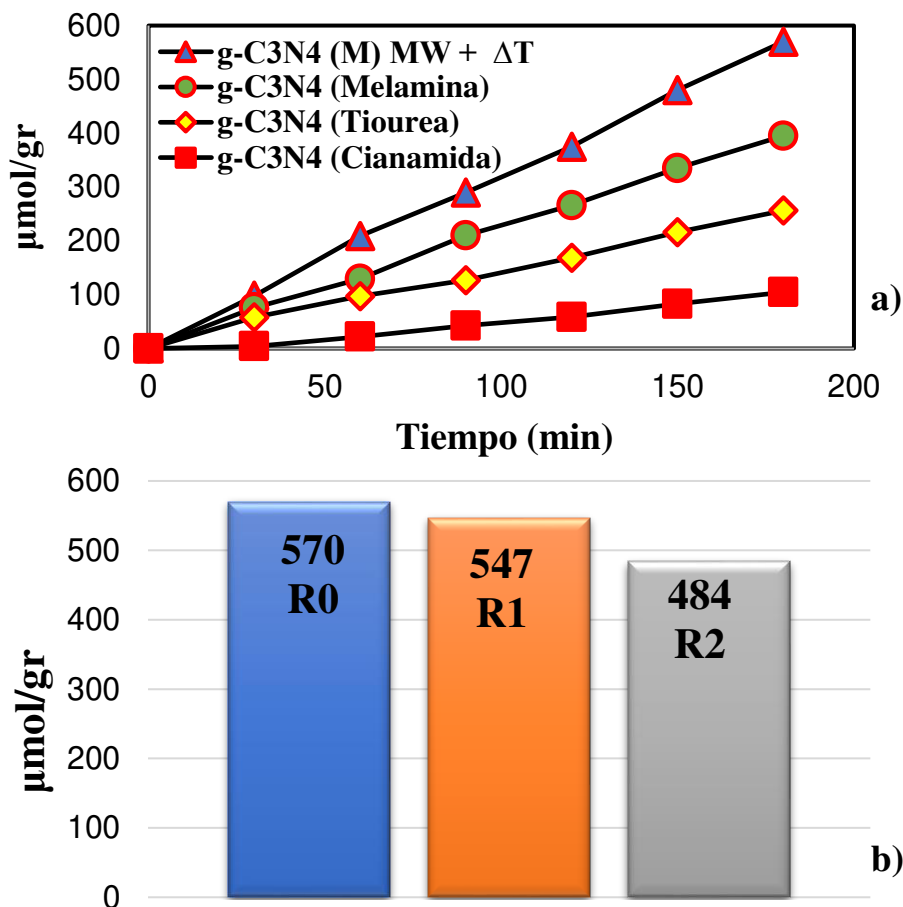 600
500
400
300
200
100
0
µmol/gr
g-C3N4 (M) MW + ΔT
g-C3N4 (Melamina)
g-C3N4 (Tiourea)
g-C3N4 (Cianamida)
a)
0 50 100 150 200
Tiempo (min)
600
500
400
300
200
100
0
µmol/gr
570
R0
547
R1
484
R2
b)